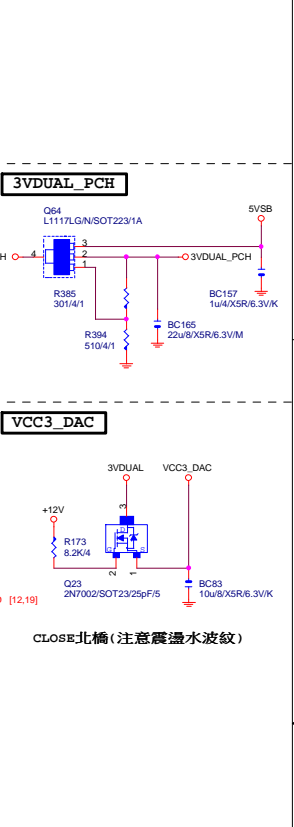 3VDUAL_PCH
Q64
L1117LG/N/SOT223/1A
5VSB
H
4
3
2
1
3VDUAL_PCH
R385
301/4/1
BC157
1u/4/X5R/6.3V/K
R394
510/4/1
BC165
22u/8/X5R/6.3V/M
VCC3_DAC
3VDUAL
VCC3_DAC
+12V
3
R173
8.2K/4
D
G
S
2
1
Q23
2N7002/SOT23/25pF/5
BC83
10u/8/X5R/6.3V/K
[12,19]
CLOSE北橋(注意震盪水波紋)